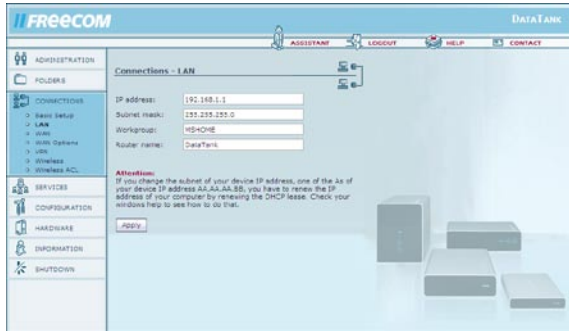 FREECOM
DATATANK
ASSISTANT
LOGOUT
HELP
CONTACT
ADMINISTRATION
FOLDERS
CONNECTIONS
Basic Setup
LAN
WAN
WAN Options
VPN
Wireless
Wireless ACL
SERVICES
CONFIGURATION
HARDWARE
INFORMATION
SHUTDOWN
Connections - LAN
IP address: 192.168.1.1
Subnet mask: 255.255.255.0
Workgroup: MSHOME
Router name: DataTank
Attention:
If you change the subnet of your device IP address, one of the As of
your device IP address AA.AA.AA.BB, you have to renew the IP
address of your computer by renewing the DHCP lease. Check your
windows help to see how to do that.
Apply